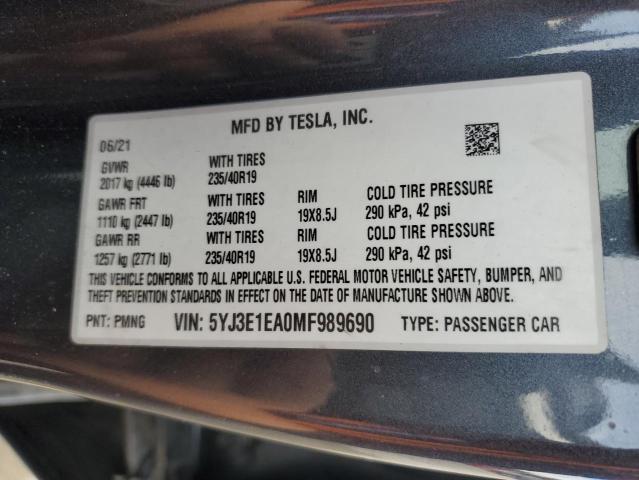 MFD BY TESLA, INC.
06/21
GVWR WITH TIRES
2017 kg (4446 lb) 235/40R19
GAWR FRT WITH TIRES RIM COLD TIRE PRESSURE
1110 kg (2447 lb) 235/40R19 19X8.5J 290 kPa, 42 psi
GAWR RR WITH TIRES RIM COLD TIRE PRESSURE
1257 kg (2771 lb) 235/40R19 19X8.5J 290 kPa, 42 psi
THIS VEHICLE CONFORMS TO ALL APPLICABLE U.S. FEDERAL MOTOR VEHICLE SAFETY, BUMPER, AND
THEFT PREVENTION STANDARDS IN EFFECT ON THE DATE OF MANUFACTURE SHOWN ABOVE.
PNT: PMNG VIN: 5YJ3E1EA0MF989690 TYPE: PASSENGER CAR